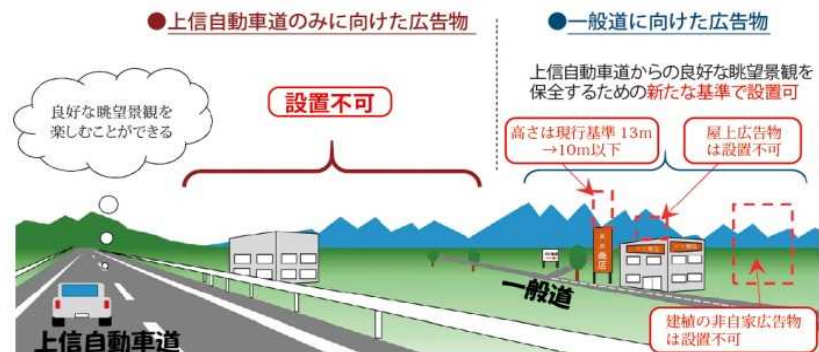 ●上信自動車道のみに向けた広告物
●一般道に向けた広告物
良好な眺望景観を
楽しむことができる
設置不可
上信自動車道からの良好な眺望景観を
保全するための新たな基準で設置可
高さは現行基準 13m
→10m以下
屋上広告物
は設置不可
××商店
一般道
上信自動車道
建植の非自家広告物
は設置不可